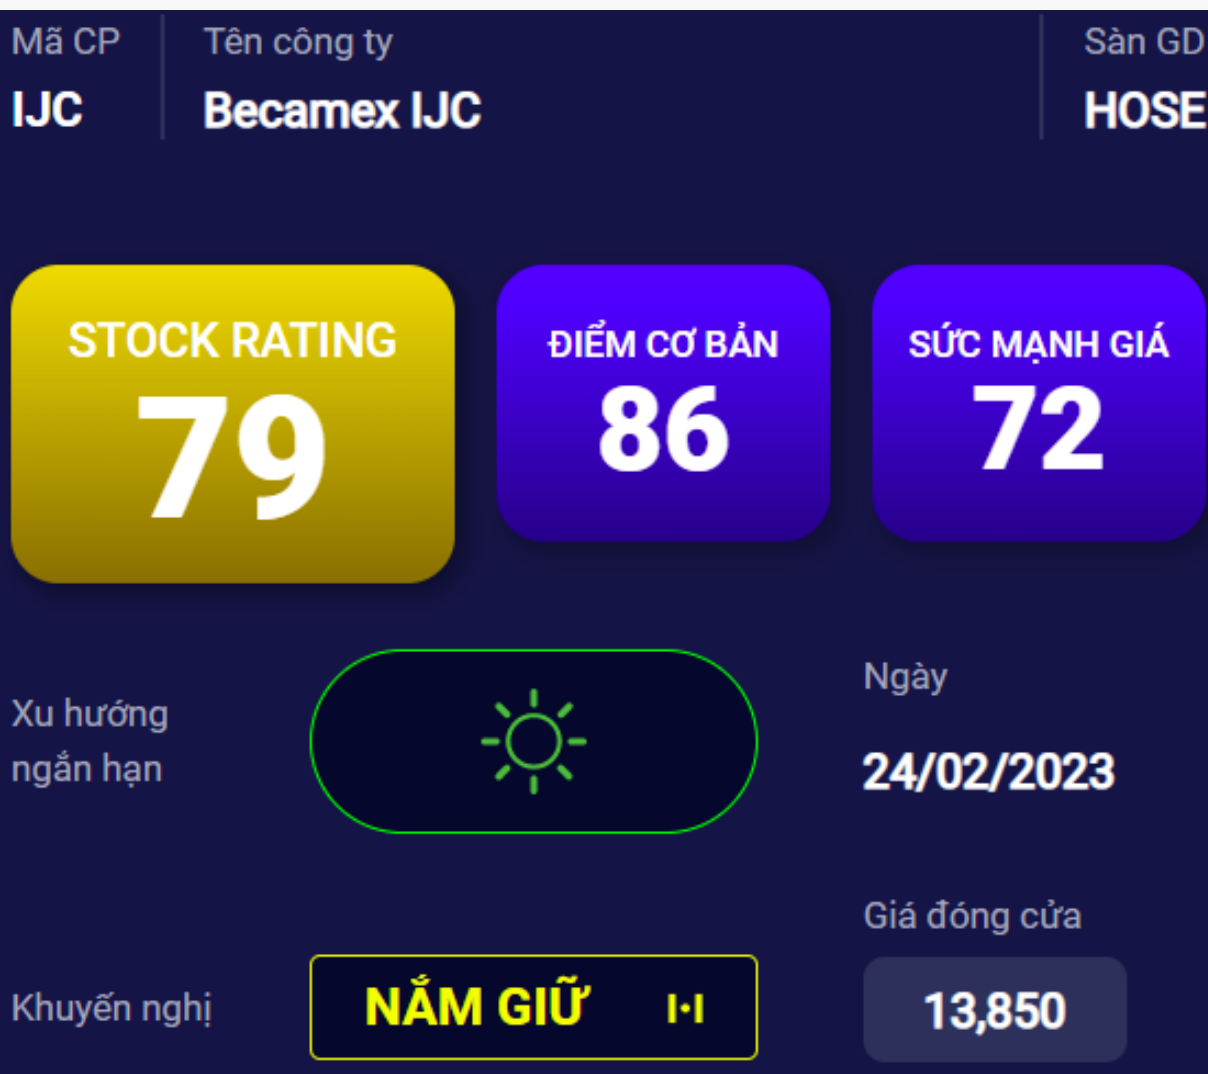 Mã CP
Tên công ty
Sàn GD
IJC
Becamex IJC
HOSE
STOCK RATING
79
ĐIỂM CƠ BẢN
86
SỨC MẠNH GIÁ
72
Xu hướng
ngắn hạn
Ngày
24/02/2023
Khuyến nghị
NẮM GIỮ
Giá đóng cửa
13,850